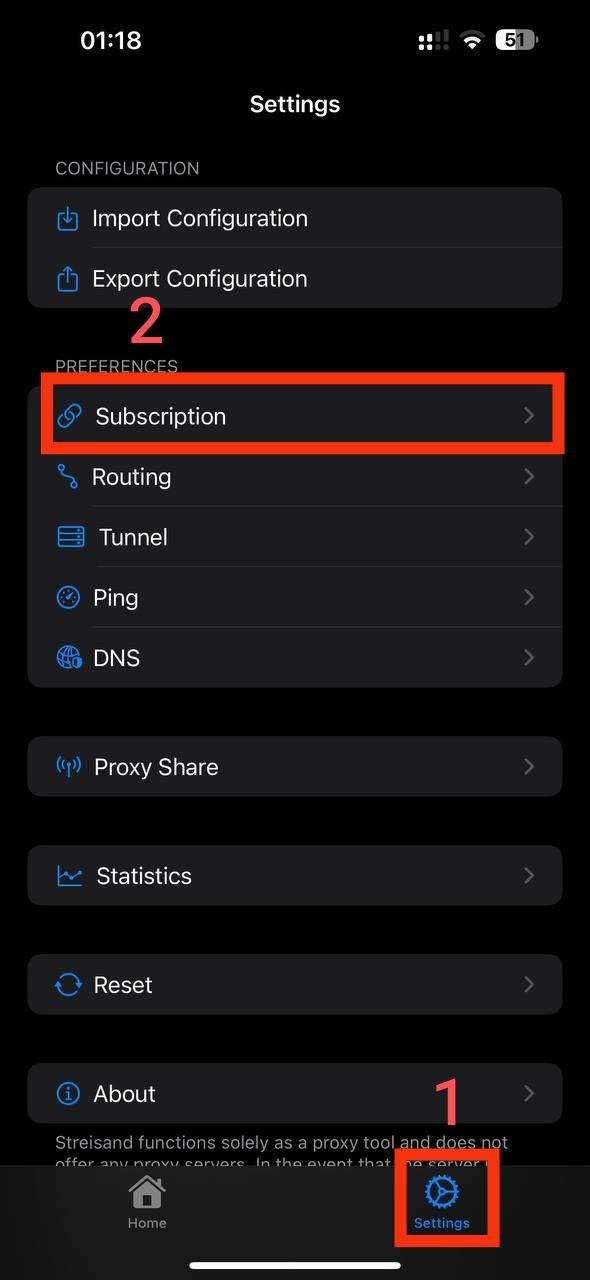 01:18
51
Settings
CONFIGURATION
Import Configuration
Export Configuration
2
PREFERENCES
Subscription
Routing
Tunnel
Ping
DNS
Proxy Share
Statistics
Reset
About
1
Streisand functions solely as a proxy tool and does not
offer any proxy servers. In the event that the server
Home
Settings